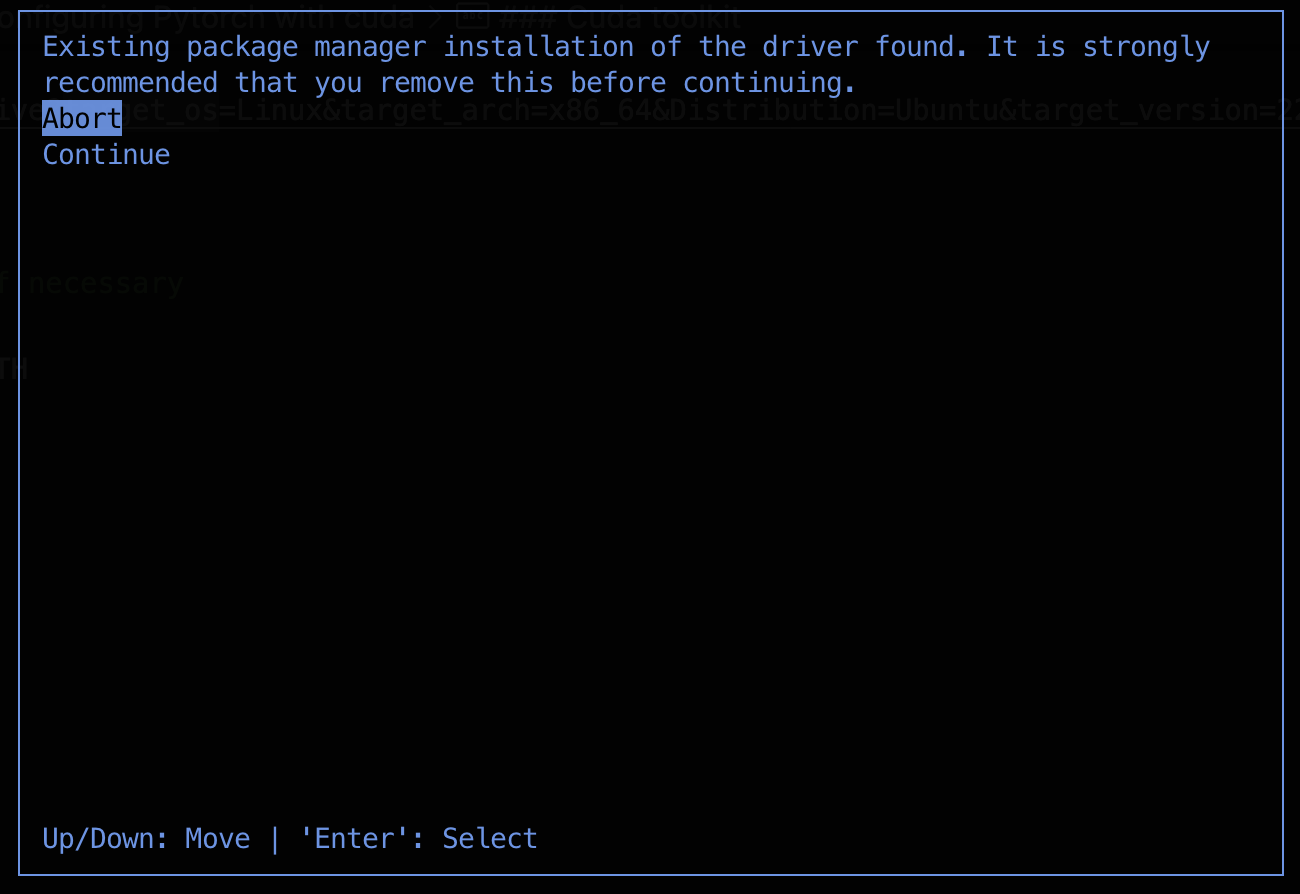 onfiguring Pytorch with cuda > ### Cuda toolkit
Existing package manager installation of the driver found. It is strongly
recommended that you remove this before continuing.
get_os=Linux&target_arch=x86_64&Distribution=Ubuntu&target_version=22
Abort
Continue
f necessary
TH
Up/Down: Move | 'Enter': Select